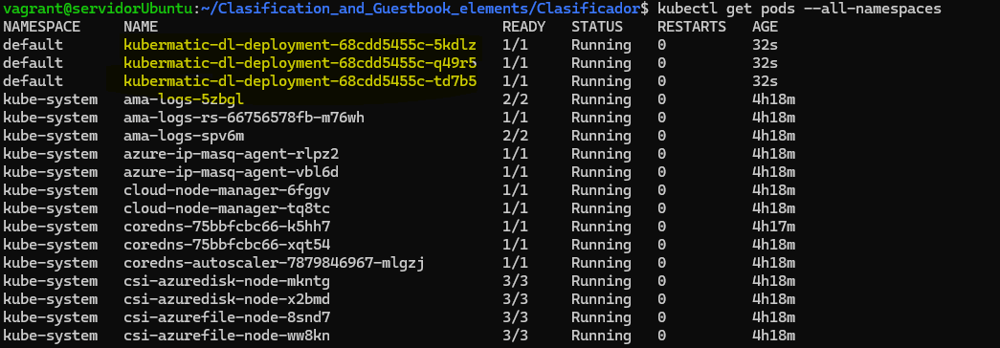 vagrant@servidorUbuntu:~/Clasification_and_Guestbook_elements/Clasificador$ kubectl get pods --all-namespaces
NAMESPACE NAME READY STATUS RESTARTS AGE
default kubermatic-dl-deployment-68cdd5455c-5kdlz 1/1 Running 0 32s
default kubermatic-dl-deployment-68cdd5455c-q49r5 1/1 Running 0 32s
default kubermatic-dl-deployment-68cdd5455c-td7b5 1/1 Running 0 32s
kube-system ama-logs-5zbgl 2/2 Running 0 4h18m
kube-system ama-logs-rs-66756578fb-m76wh 1/1 Running 0 4h18m
kube-system ama-logs-spv6m 2/2 Running 0 4h18m
kube-system azure-ip-masq-agent-rlpz2 1/1 Running 0 4h18m
kube-system azure-ip-masq-agent-vbl6d 1/1 Running 0 4h18m
kube-system cloud-node-manager-6fggv 1/1 Running 0 4h18m
kube-system cloud-node-manager-tq8tc 1/1 Running 0 4h18m
kube-system coredns-75bbfcbc66-k5hh7 1/1 Running 0 4h17m
kube-system coredns-75bbfcbc66-xqt54 1/1 Running 0 4h18m
kube-system coredns-autoscaler-7879846967-mlgzj 1/1 Running 0 4h18m
kube-system csi-azuredisk-node-mkntg 3/3 Running 0 4h18m
kube-system csi-azuredisk-node-x2bmd 3/3 Running 0 4h18m
kube-system csi-azurefile-node-8snd7 3/3 Running 0 4h18m
kube-system csi-azurefile-node-ww8kn 3/3 Running 0 4h18m